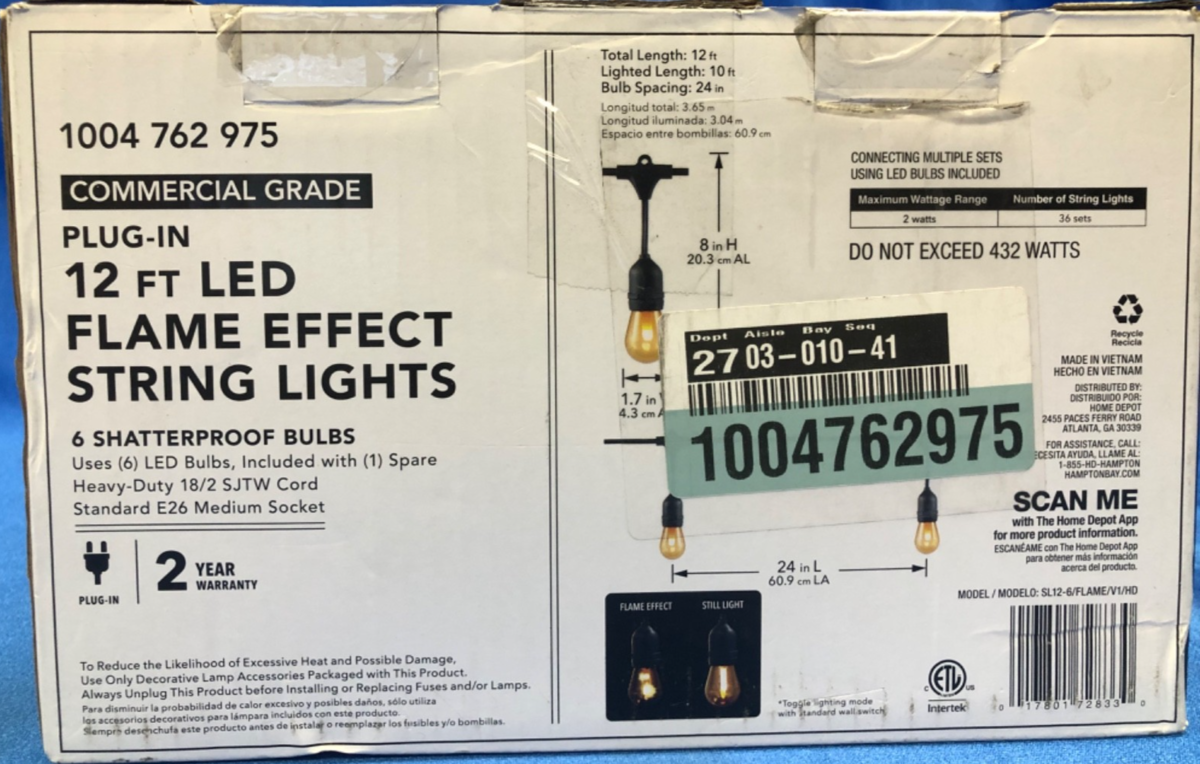 1004 762 975
COMMERCIAL GRADE
PLUG-IN
12 FT LED
FLAME EFFECT
STRING LIGHTS
6 SHATTERPROOF BULBS
Uses (6) LED Bulbs, Included with (1) Spare
Heavy-Duty 18/2 SJTW Cord
Standard E26 Medium Socket
PLUG-IN
2 YEAR
WARRANTY
To Reduce the Likelihood of Excessive Heat and Possible Damage,
Use Only Decorative Lamp Accessories Packaged with This Product.
Always Unplug This Product before Installing or Replacing Fuses and/or Lamps.
Para disminuir la probabilidad de calor excesivo y posibles daños, sólo utiliza
los accesorios decorativos para lámpara incluidos con este producto.
Siempre desenchufa este producto antes de instalar o reemplazar los fusibles y/o bombillas.
Total Length: 12 ft
Lighted Length: 10 ft
Bulb Spacing: 24 in
Longitud total: 3.65 m
Longitud iluminada: 3.04 m
Espacio entre bombillas: 60.9 cm
8 in H
20.3 cm AL
1.7 in
4.3 cm
24 in L
60.9 cm LA
FLAME EFFECT STILL LIGHT
*Toggle lighting mode
with standard wall switch
CONNECTING MULTIPLE SETS
USING LED BULBS INCLUDED
Maximum Wattage Range Number of String Lights
2 watts 36 sets
DO NOT EXCEED 432 WATTS
Dept Aisle Bay Seq
27 03-010-41
1004762975
Recycle
Recicla
MADE IN VIETNAM
HECHO EN VIETNAM
DISTRIBUTED BY:
DISTRIBUIDO POR:
HOME DEPOT
2455 PACES FERRY ROAD
ATLANTA, GA 30339
FOR ASSISTANCE, CALL:
ECESITA AYUDA, LLAME AL:
1-855-HD-HAMPTON
HAMPTONBAY.COM
SCAN ME
with The Home Depot App
for more product information.
ESCANÉAME con The Home Depot App
para obtener más información
acerca del producto.
MODEL / MODELO: SL12-6/FLAME/V1/HD
C ETL US
Intertek
0 17801 72833 0